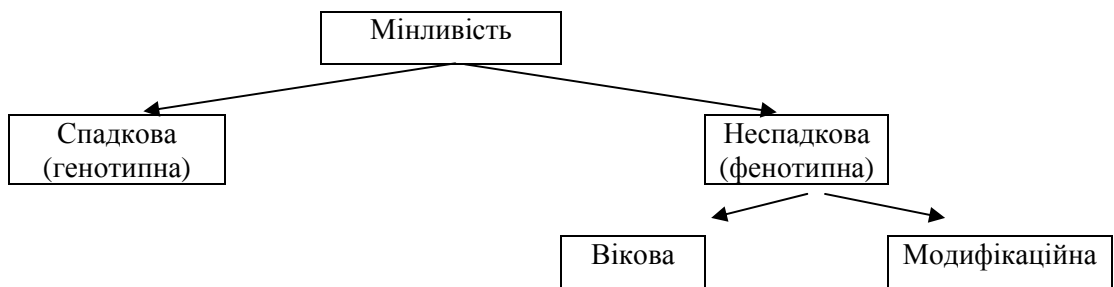 Мінливість
Спадкова
(генотипна)
Неспадкова
(фенотипна)
Вікова
Модифікаційна